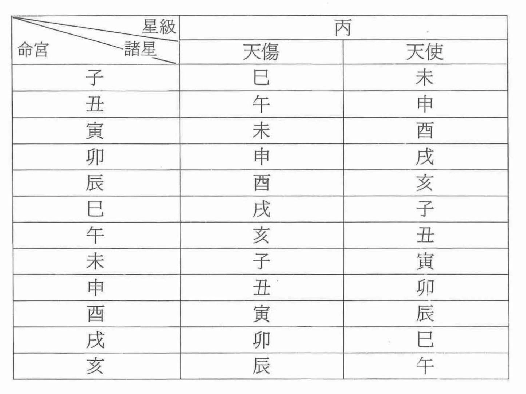 星級 丙
命宮 諸星 天傷 天使
子 巳 未
丑 午 申
寅 未 酉
卯 申 戌
辰 酉 亥
巳 戌 子
午 亥 丑
未 子 寅
申 丑 卯
酉 寅 辰
戌 卯 巳
亥 辰 午